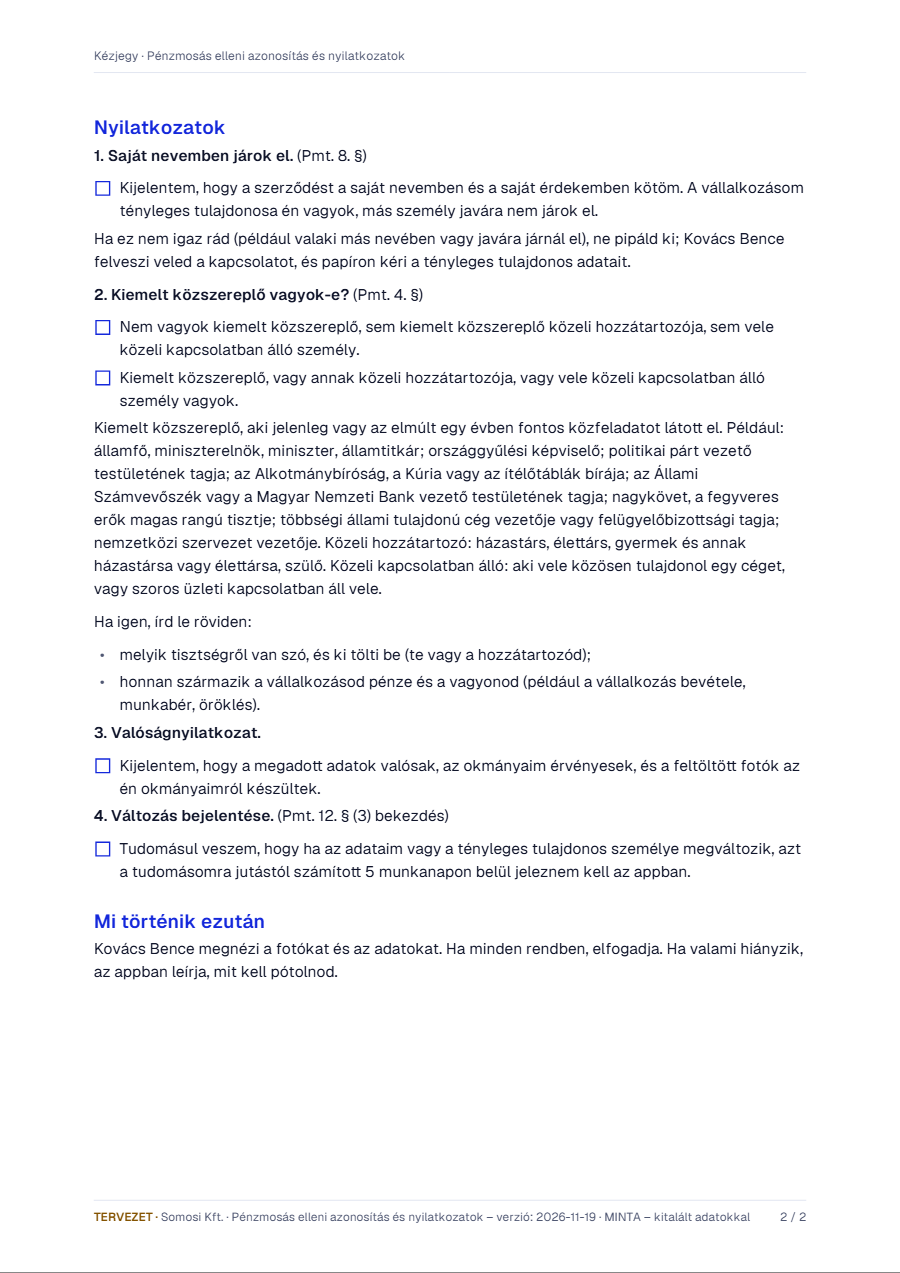 Kézjegy · Pénzmosás elleni azonosítás és nyilatkozatok
Nyilatkozatok
1. Saját nevemben járok el. (Pmt. 8. §)
Kijelentem, hogy a szerződést a saját nevemben és a saját érdekemben kötöm. A vállalkozásom
tényleges tulajdonosa én vagyok, más személy javára nem járok el.
Ha ez nem igaz rád (például valaki más nevében vagy javára járnál el), ne pipáld ki; Kovács Bence
felveszi veled a kapcsolatot, és papíron kéri a tényleges tulajdonos adatait.
2. Kiemelt közszereplő vagyok-e? (Pmt. 4. §)
Nem vagyok kiemelt közszereplő, sem kiemelt közszereplő közeli hozzátartozója, sem vele
közeli kapcsolatban álló személy.
Kiemelt közszereplő, vagy annak közeli hozzátartozója, vagy vele közeli kapcsolatban álló
személy vagyok.
Kiemelt közszereplő, aki jelenleg vagy az elmúlt egy évben fontos közfeladatot látott el. Például:
államfő, miniszterelnök, miniszter, államtitkár; országgyűlési képviselő; politikai párt vezető
testületének tagja; az Alkotmánybíróság, a Kúria vagy az ítélőtáblák bírája; az Állami
Számvevőszék vagy a Magyar Nemzeti Bank vezető testületének tagja; nagykövet, a fegyveres
erők magas rangú tisztje; többségi állami tulajdonú cég vezetője vagy felügyelőbizottsági tagja;
nemzetközi szervezet vezetője. Közeli hozzátartozó: házastárs, élettárs, gyermek és annak
házastársa vagy élettársa, szülő. Közeli kapcsolatban álló: aki vele közösen tulajdonol egy céget,
vagy szoros üzleti kapcsolatban áll vele.
Ha igen, írd le röviden:
• melyik tisztségről van szó, és ki tölti be (te vagy a hozzátartozód);
• honnan származik a vállalkozásod pénze és a vagyonod (például a vállalkozás bevétele,
munkabér, öröklés).
3. Valóságnyilatkozat.
Kijelentem, hogy a megadott adatok valósak, az okmányaim érvényesek, és a feltöltött fotók az
én okmányaimról készültek.
4. Változás bejelentése. (Pmt. 12. § (3) bekezdés)
Tudomásul veszem, hogy ha az adataim vagy a tényleges tulajdonos személye megváltozik, azt
a tudomásomra jutástól számított 5 munkanapon belül jeleznem kell az appban.
Mi történik ezután
Kovács Bence megnézi a fotókat és az adatokat. Ha minden rendben, elfogadja. Ha valami hiányzik,
az appban leírja, mit kell pótolnod.
TERVEZET · Somosi Kft. · Pénzmosás elleni azonosítás és nyilatkozatok – verzió: 2026-11-19 · MINTA – kitalált adatokkal 2 / 2